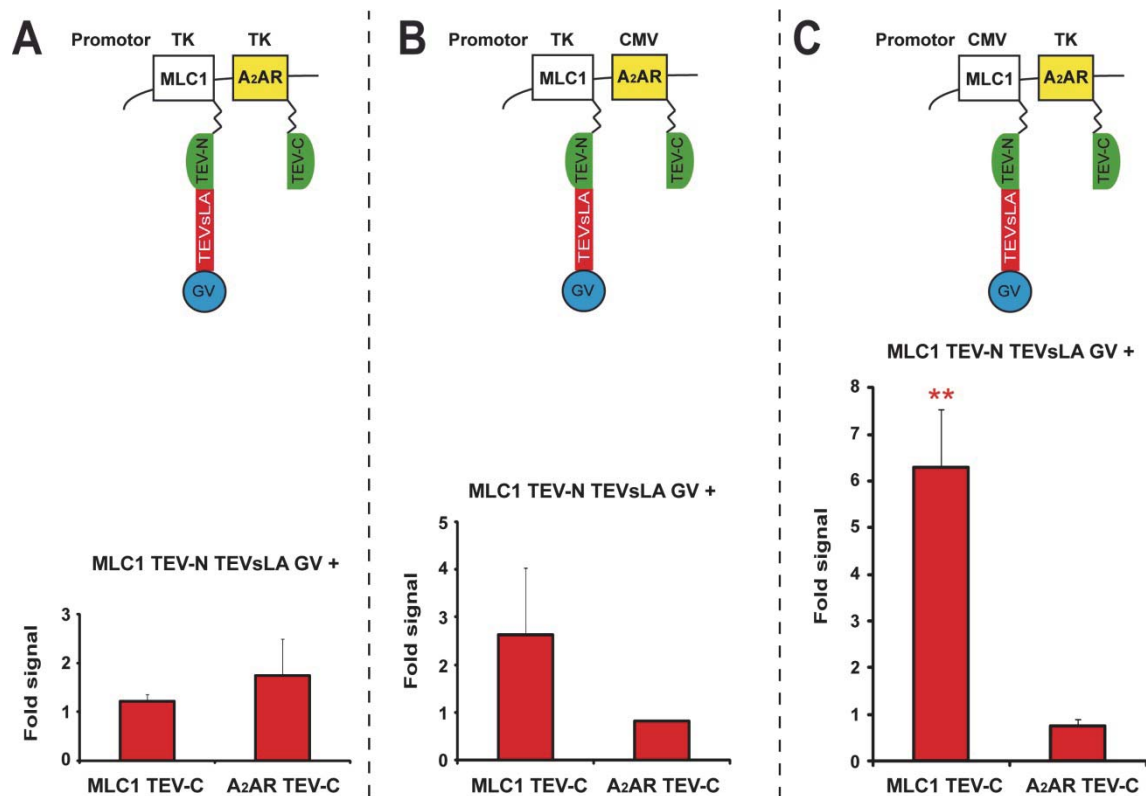 A
Promotor TK TK
MLC1 A2AR
TEV-N TEV-C
TEVsLA
GV
MLC1 TEV-N TEVsLA GV +
Fold signal
3
2
1
0
MLC1 TEV-C A2AR TEV-C
B
Promotor TK CMV
MLC1 A2AR
TEV-N TEV-C
TEVsLA
GV
MLC1 TEV-N TEVsLA GV +
Fold signal
5
4
3
2
1
0
MLC1 TEV-C A2AR TEV-C
C
Promotor CMV TK
MLC1 A2AR
TEV-N TEV-C
TEVsLA
GV
MLC1 TEV-N TEVsLA GV +
Fold signal
8
7
6
5
4
3
2
1
0
**
MLC1 TEV-C A2AR TEV-C